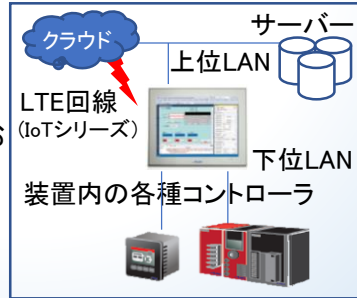 クラウド
サーバー
上位LAN
LTE回線
(IoTシリーズ)
S
下位LAN
装置内の各種コントローラ